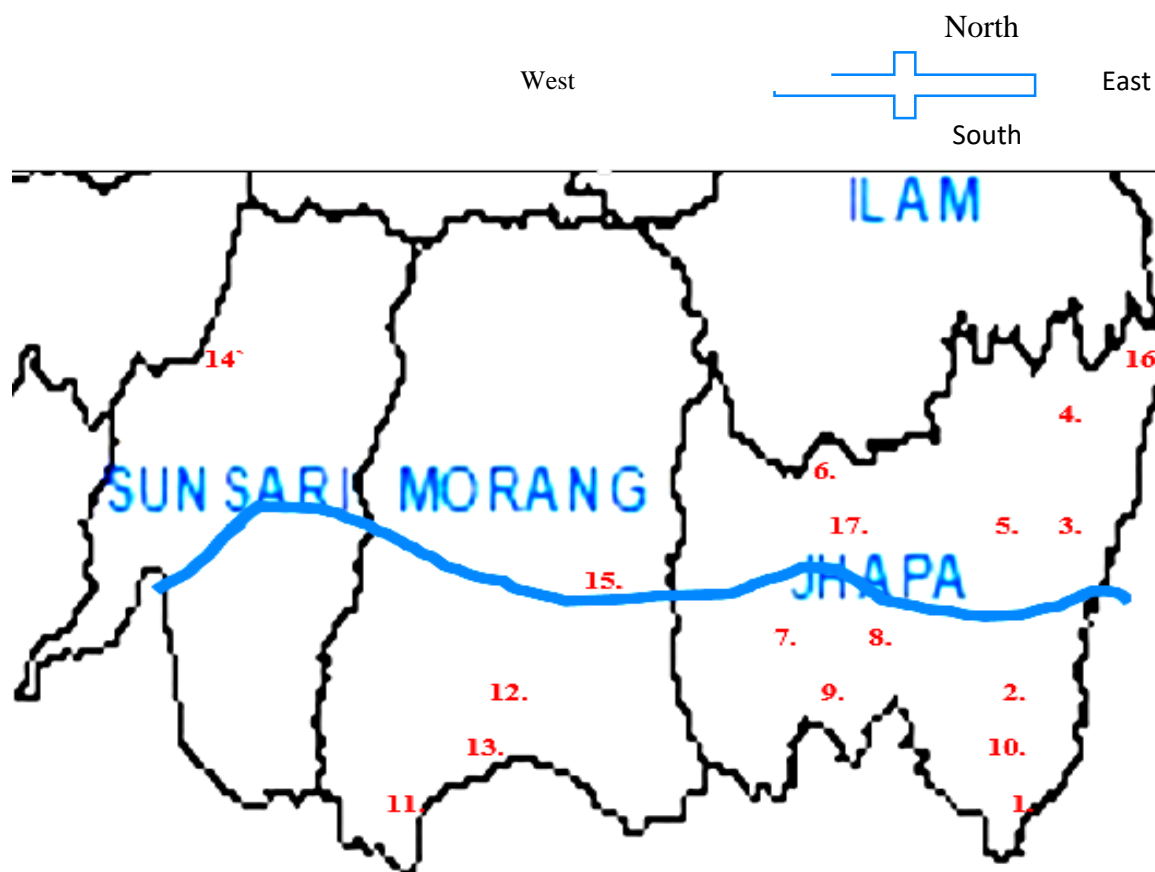 North
West East
South
ILAM
14`
16
4.
SUNSARI MORANG
6.
17. 5. 3.
15. JHAPA
7. 8.
12. 9. 2.
13. 10.
11. 1.